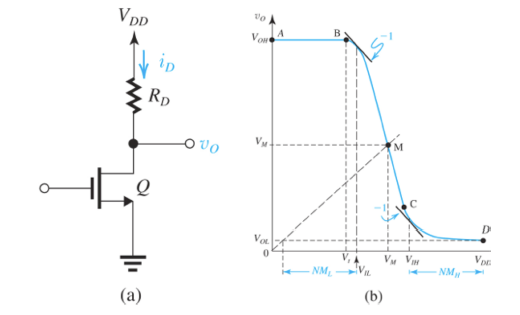 V_DD
i_D
R_D
v_O
Q
(a)
v_O
V_OH A B -1
V_M M
-1 C
V_OL D
0 V_t V_IL V_M V_IH V_DD
NM_L NM_H
(b)